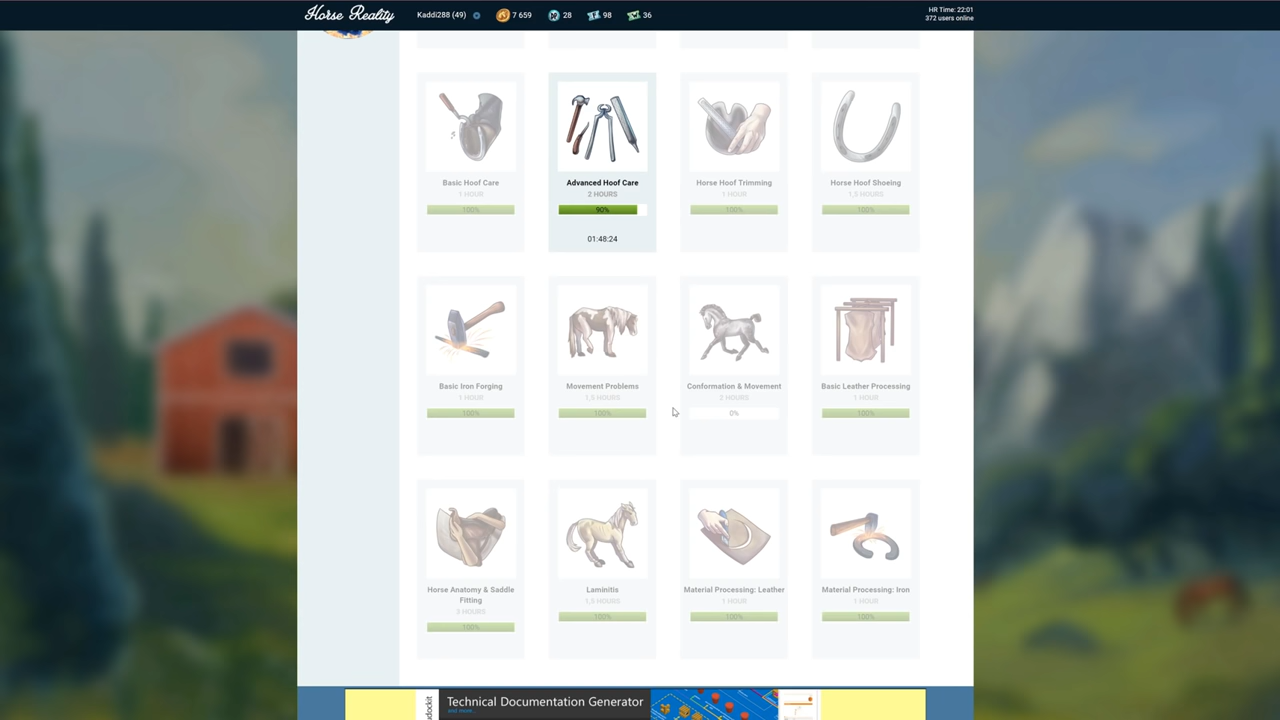 Horse Reality
Kaddi288 (49)
7 659
28
98
36
HR Time: 22:01
372 users online
Basic Hoof Care
1 HOUR
100%
Advanced Hoof Care
2 HOURS
90%
01:48:24
Horse Hoof Trimming
1 HOUR
100%
Horse Hoof Shoeing
1,5 HOURS
100%
Basic Iron Forging
1 HOUR
100%
Movement Problems
1,5 HOURS
100%
Conformation & Movement
2 HOURS
0%
Basic Leather Processing
1 HOUR
100%
Horse Anatomy & Saddle
Fitting
3 HOURS
100%
Laminitis
1,5 HOURS
100%
Material Processing: Leather
1 HOUR
100%
Material Processing: Iron
1 HOUR
100%
Technical Documentation Generator
and more...